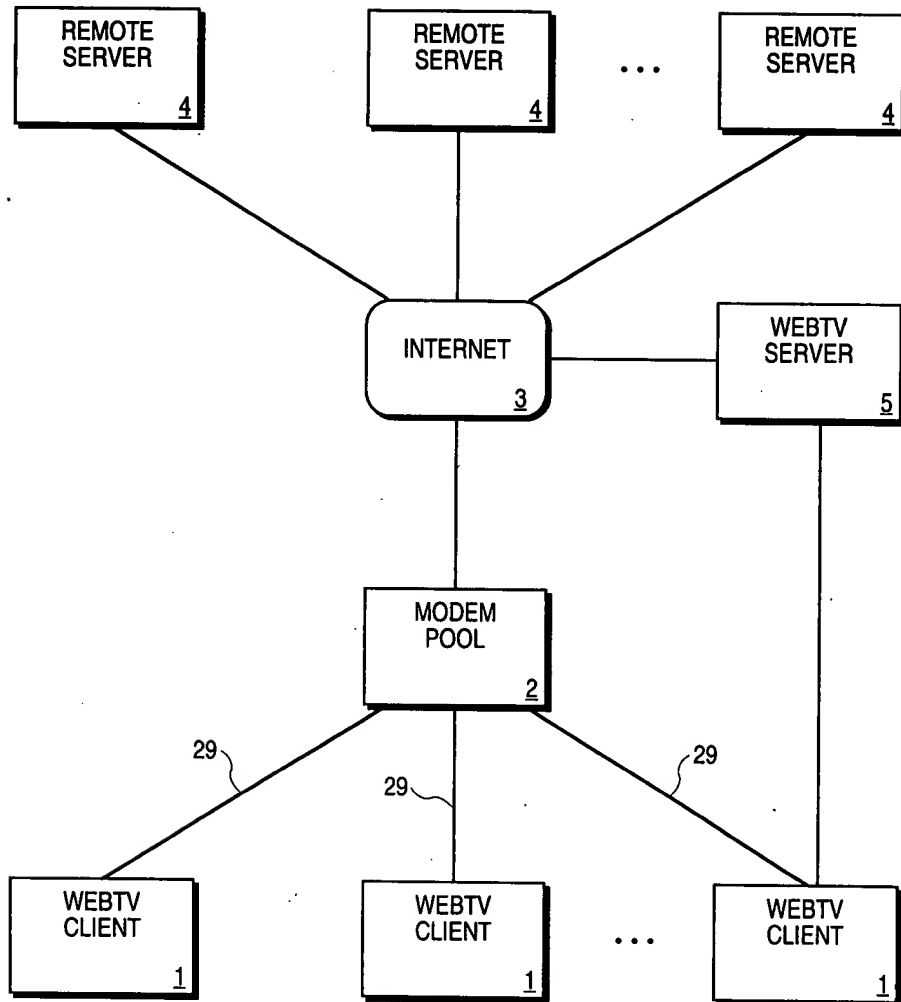 REMOTE
SERVER
4
REMOTE
SERVER
4
...
REMOTE
SERVER
4
INTERNET
3
WEBTV
SERVER
5
MODEM
POOL
2
29
29
29
WEBTV
CLIENT
1
WEBTV
CLIENT
1
...
WEBTV
CLIENT
1